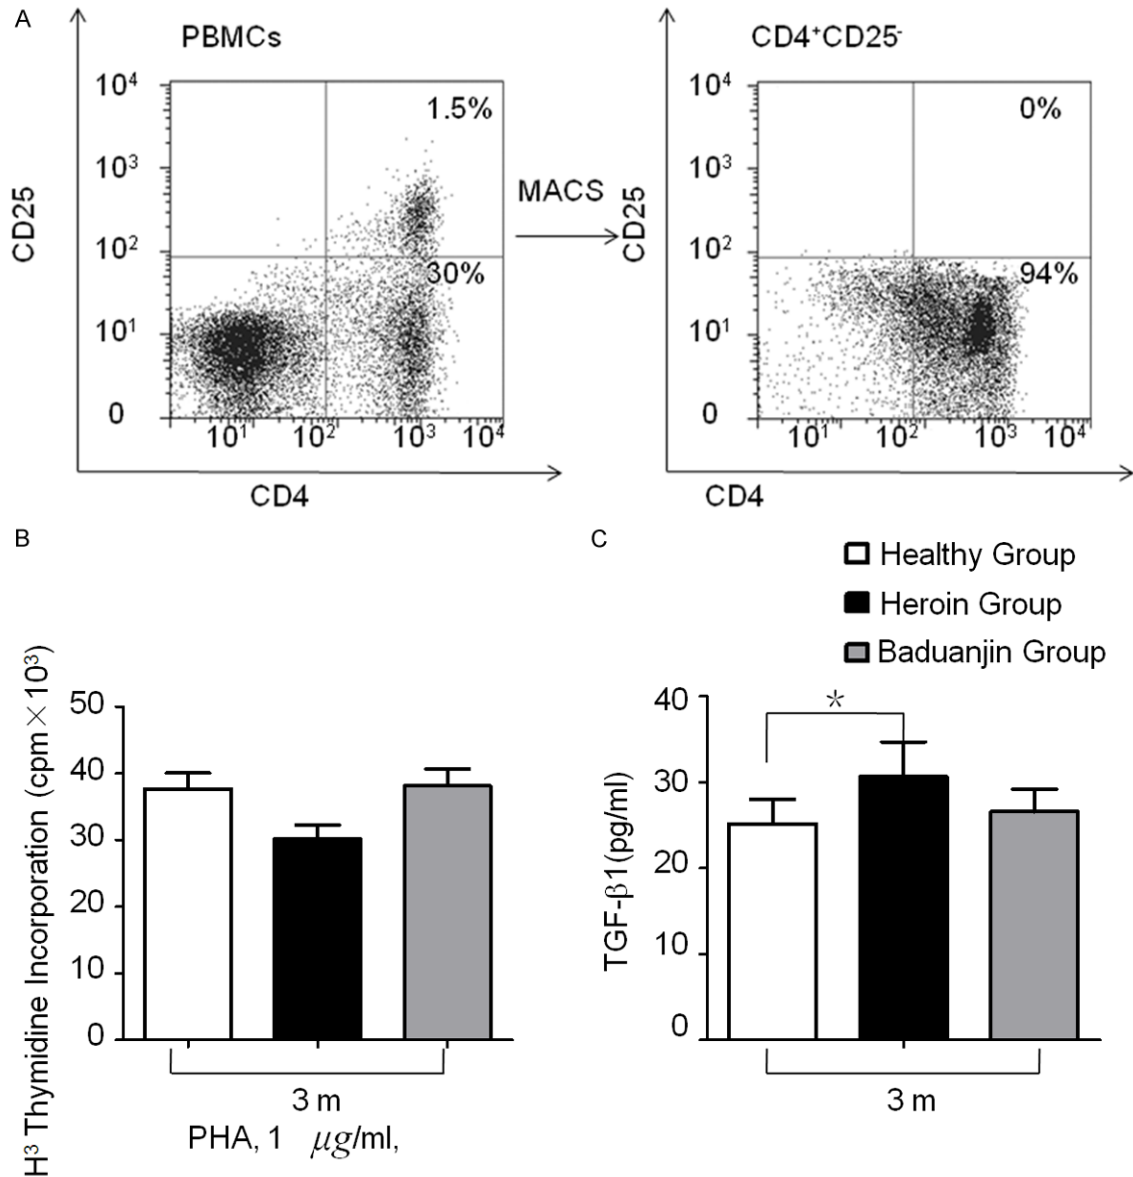 A
PBMCs
CD4⁺CD25⁻
10⁴
10³
10²
10¹
0
CD25
1.5%
30%
10¹ 10² 10³ 10⁴
CD4
MACS
10⁴
10³
10²
10¹
0
CD25
0%
94%
10¹ 10² 10³ 10⁴
CD4
B
H³ Thymidine Incorporation (cpm×10³)
50
40
30
20
10
0
3 m
PHA, 1 μg/ml,
C
Healthy Group
Heroin Group
Baduanjin Group
TGF-β1(pg/ml)
40
30
20
10
0
*
3 m